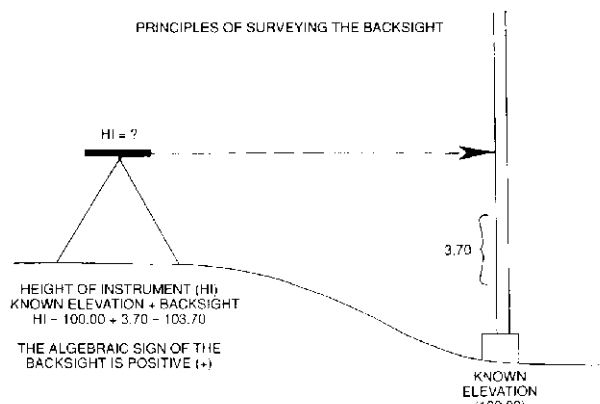 PRINCIPLES OF SURVEYING THE BACKSIGHT
HI = ?
3.70
HEIGHT OF INSTRUMENT (HI)
KNOWN ELEVATION + BACKSIGHT
HI - 100.00 + 3.70 - 103.70
THE ALGEBRAIC SIGN OF THE
BACKSIGHT IS POSITIVE (+)
KNOWN
ELEVATION